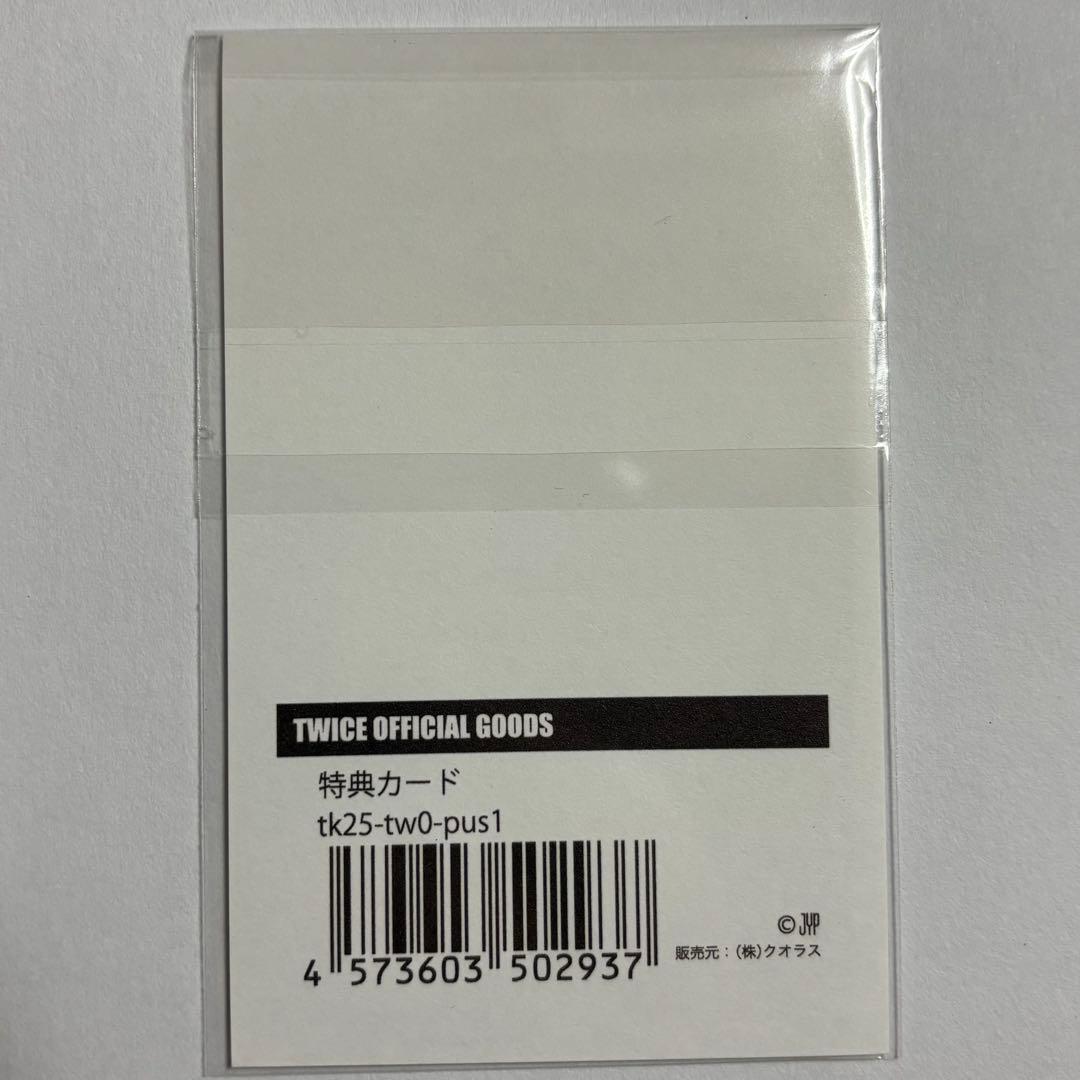 TWICE OFFICIAL GOODS
特典カード
tk25-tw0-pus1
© JYP
販売元：（株）クオラス
4 573603 502937